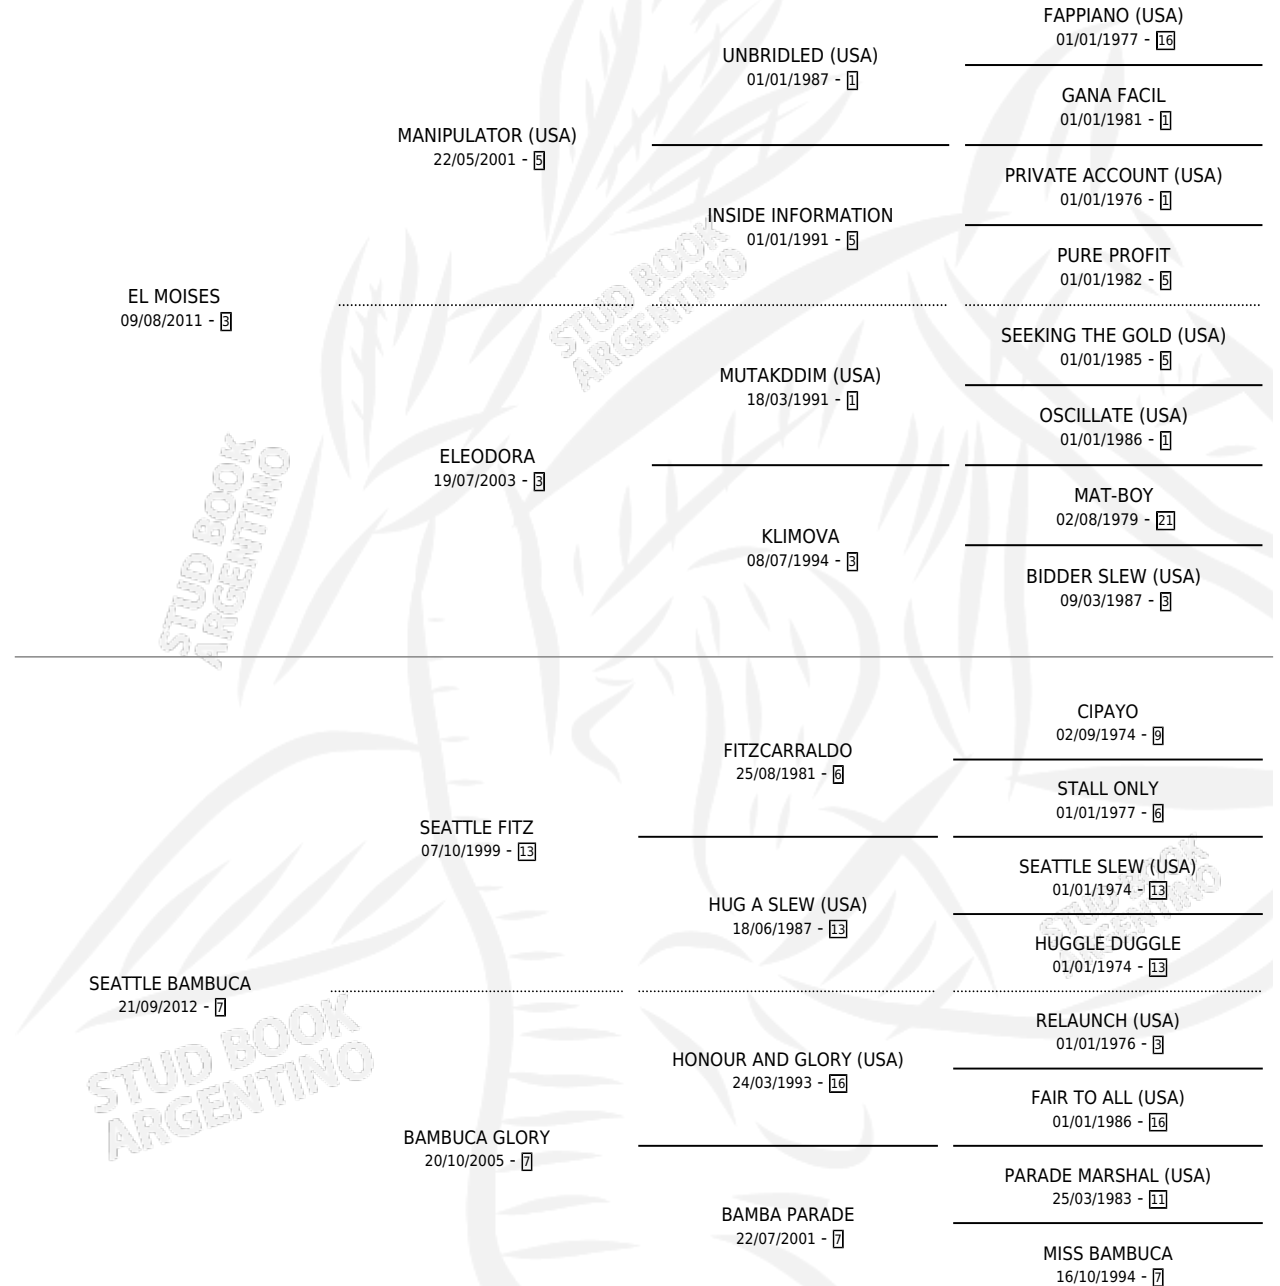 FAPPIANO (USA)
01/01/1977 - 16
UNBRIDLED (USA)
01/01/1987 - 1
GANA FACIL
01/01/1981 - 1
MANIPULATOR (USA)
22/05/2001 - 5
PRIVATE ACCOUNT (USA)
01/01/1976 - 1
INSIDE INFORMATION
01/01/1991 - 5
PURE PROFIT
01/01/1982 - 5
EL MOISES
09/08/2011 - 3
SEEKING THE GOLD (USA)
01/01/1985 - 5
MUTAKDDIM (USA)
18/03/1991 - 1
OSCILLATE (USA)
01/01/1986 - 1
ELEODORA
19/07/2003 - 3
MAT-BOY
02/08/1979 - 21
KLIMOVA
08/07/1994 - 3
BIDDER SLEW (USA)
09/03/1987 - 3
CIPAYO
02/09/1974 - 9
FITZCARRALDO
25/08/1981 - 6
STALL ONLY
01/01/1977 - 6
SEATTLE FITZ
07/10/1999 - 13
SEATTLE SLEW (USA)
01/01/1974 - 13
HUG A SLEW (USA)
18/06/1987 - 13
HUGGLE DUGGLE
01/01/1974 - 13
SEATTLE BAMBUCA
21/09/2012 - 7
RELAUNCH (USA)
01/01/1976 - 3
HONOUR AND GLORY (USA)
24/03/1993 - 16
FAIR TO ALL (USA)
01/01/1986 - 16
BAMBUCA GLORY
20/10/2005 - 7
PARADE MARSHAL (USA)
25/03/1983 - 11
BAMBA PARADE
22/07/2001 - 7
MISS BAMBUCA
16/10/1994 - 7
STUD BOOK
ARGENTINO
STUD BOOK
ARGENTINO
STUD BOOK
ARGENTINO
STUD BOOK
ARGENTINO